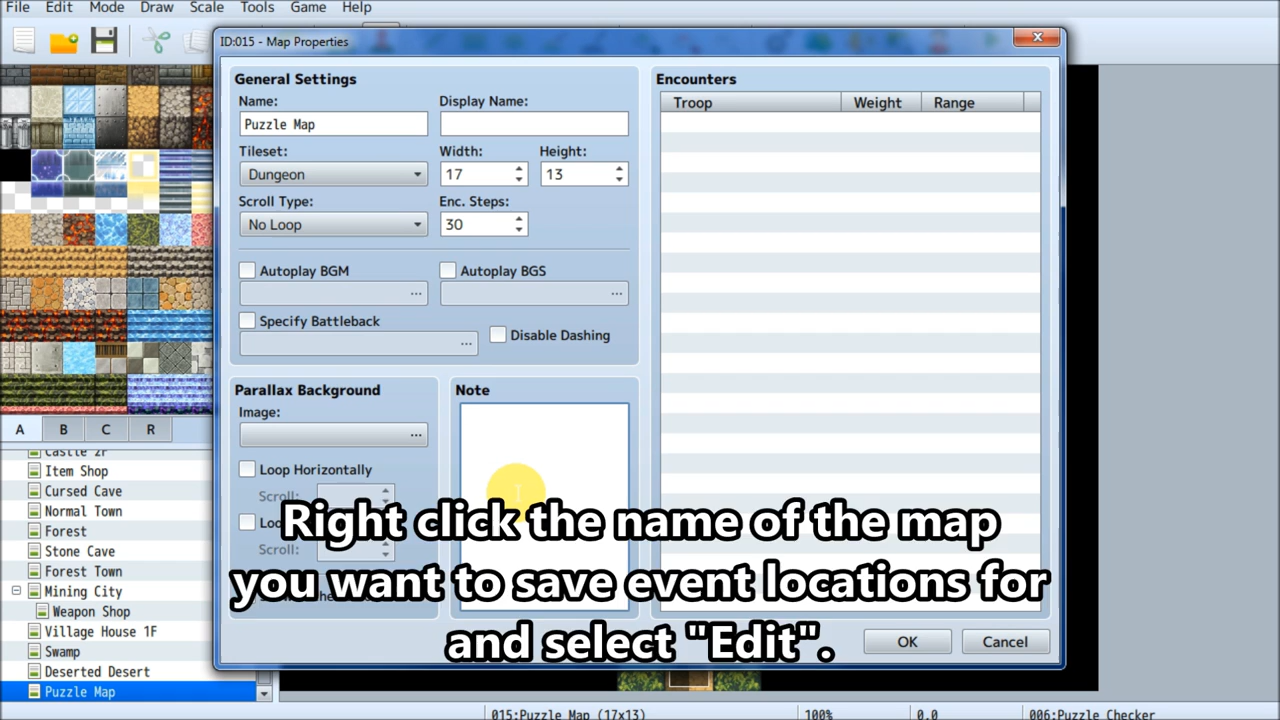 File Edit Mode Draw Scale Tools Game Help
ID:015 - Map Properties
General Settings
Name:
Display Name:
Puzzle Map
Tileset:
Width:
Height:
Dungeon
17
13
Scroll Type:
Enc. Steps:
No Loop
30
Autoplay BGM
Autoplay BGS
...
...
Specify Battleback
...
Disable Dashing
Parallax Background
Image:
...
Loop Horizontally
Scroll:
Scroll:
Note
Encounters
Troop Weight Range
A B C R
Castle 2F
Item Shop
Cursed Cave
Normal Town
Forest
Stone Cave
Forest Town
Mining City
Weapon Shop
Village House 1F
Swamp
Deserted Desert
Puzzle Map
Right click the name of the map
you want to save event locations for
and select "Edit".
OK
Cancel
015:Puzzle Map (17x13)
100%
0,0
006:Puzzle Checker